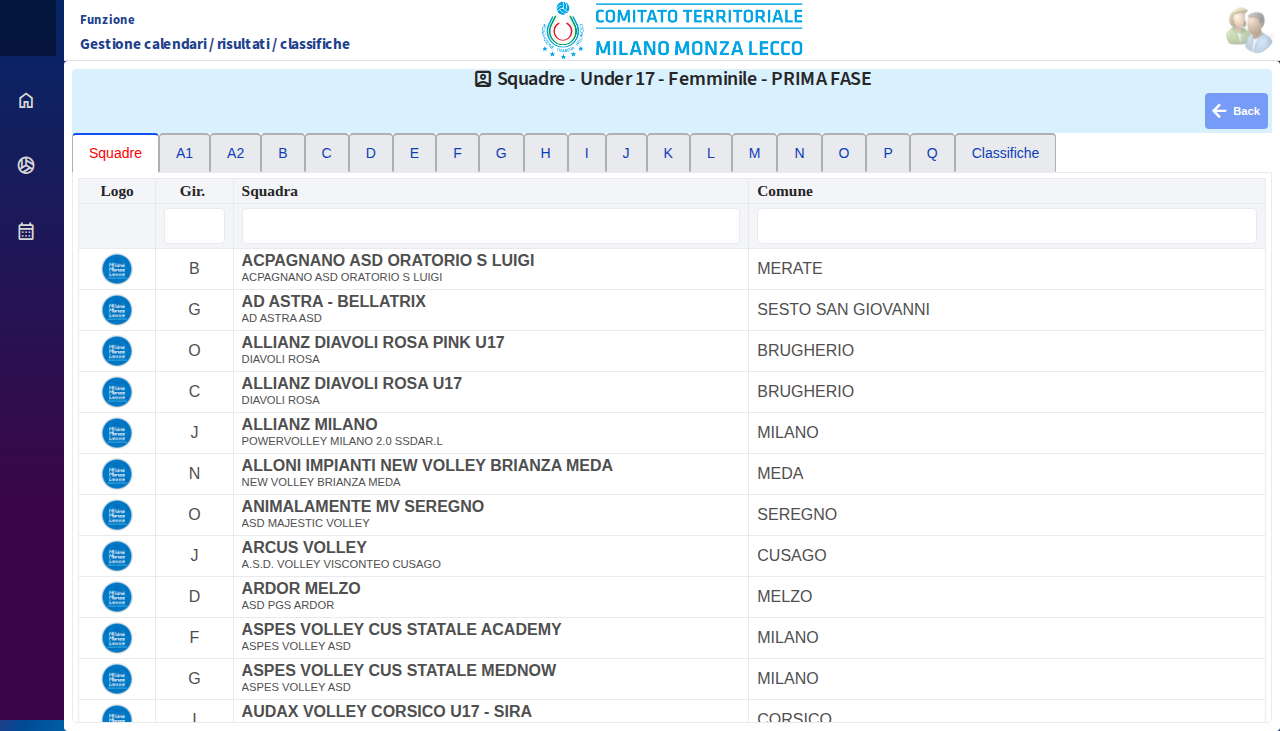 Funzione
Gestione calendari / risultati / classifiche
COMITATO TERRITORIALE
MILANO MONZA LECCO
Squadre - Under 17 - Femminile - PRIMA FASE
Back
Squadre A1 A2 B C D E F G H I J K L M N O P Q Classifiche
Logo Gir. Squadra Comune
B ACPAGNANO ASD ORATORIO S LUIGI MERATE
ACPAGNANO ASD ORATORIO S LUIGI
G AD ASTRA - BELLATRIX SESTO SAN GIOVANNI
AD ASTRA ASD
O ALLIANZ DIAVOLI ROSA PINK U17 BRUGHERIO
DIAVOLI ROSA
C ALLIANZ DIAVOLI ROSA U17 BRUGHERIO
DIAVOLI ROSA
J ALLIANZ MILANO MILANO
POWERVOLLEY MILANO 2.0 SSDAR.L
N ALLONI IMPIANTI NEW VOLLEY BRIANZA MEDA MEDA
NEW VOLLEY BRIANZA MEDA
O ANIMALAMENTE MV SEREGNO SEREGNO
ASD MAJESTIC VOLLEY
J ARCUS VOLLEY CUSAGO
A.S.D. VOLLEY VISCONTEO CUSAGO
D ARDOR MELZO MELZO
ASD PGS ARDOR
F ASPES VOLLEY CUS STATALE ACADEMY MILANO
ASPES VOLLEY ASD
G ASPES VOLLEY CUS STATALE MEDNOW MILANO
ASPES VOLLEY ASD
AUDAX VOLLEY CORSICO U17 - SIRA CORSICO